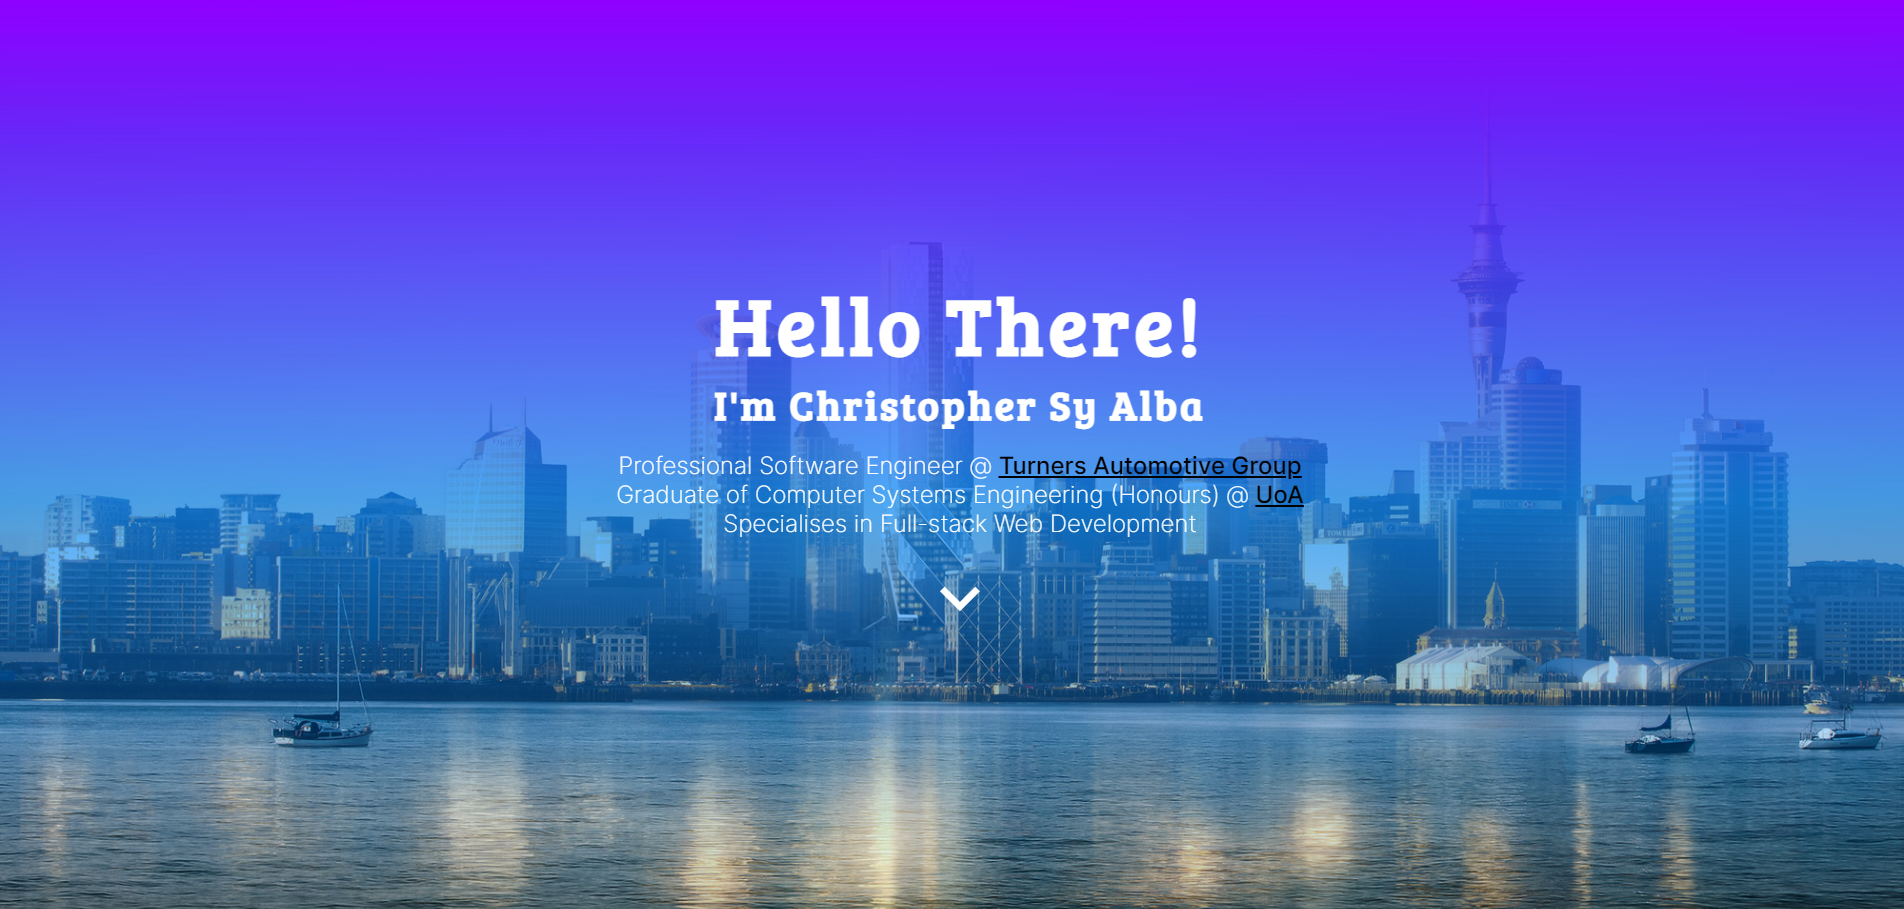 Hello There!
I'm Christopher Sy Alba
Professional Software Engineer @ Turners Automotive Group
Graduate of Computer Systems Engineering (Honours) @ UoA
Specialises in Full-stack Web Development